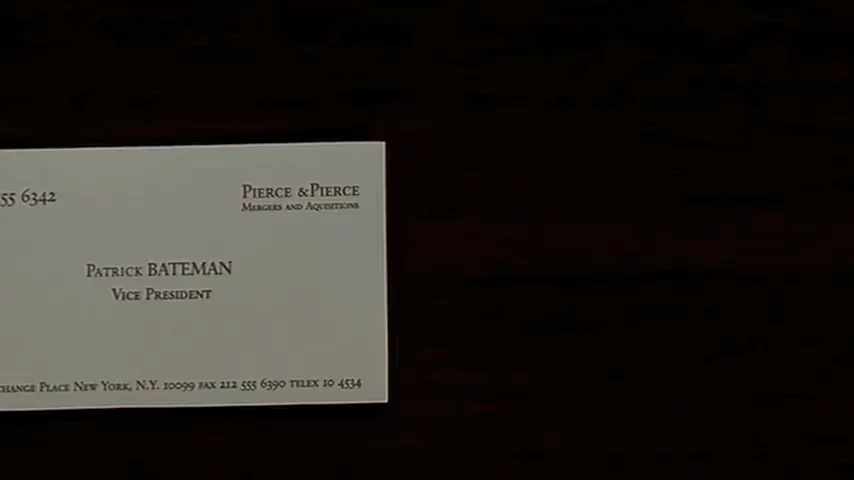 55 6342
Pierce &Pierce
Mergers and Aquisitions
Patrick BATEMAN
Vice President
change Place New York, N.Y. 10099 fax 212 555 6390 telex 10 4534